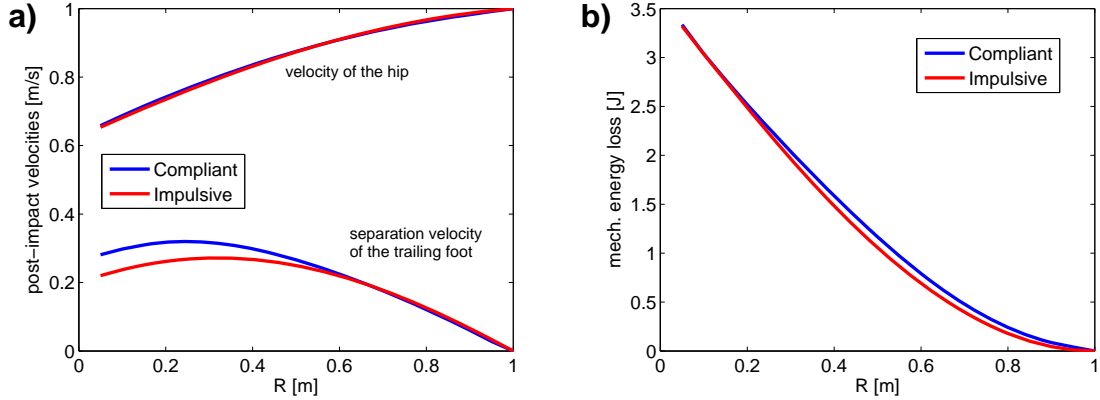 a)
post–impact velocities [m/s]
1
0.8
0.6
0.4
0.2
0
velocity of the hip
Compliant
Impulsive
separation velocity
of the trailing foot
0 0.2 0.4 0.6 0.8 1
R [m]
b)
mech. energy loss [J]
3.5
3
2.5
2
1.5
1
0.5
0
Compliant
Impulsive
0 0.2 0.4 0.6 0.8 1
R [m]